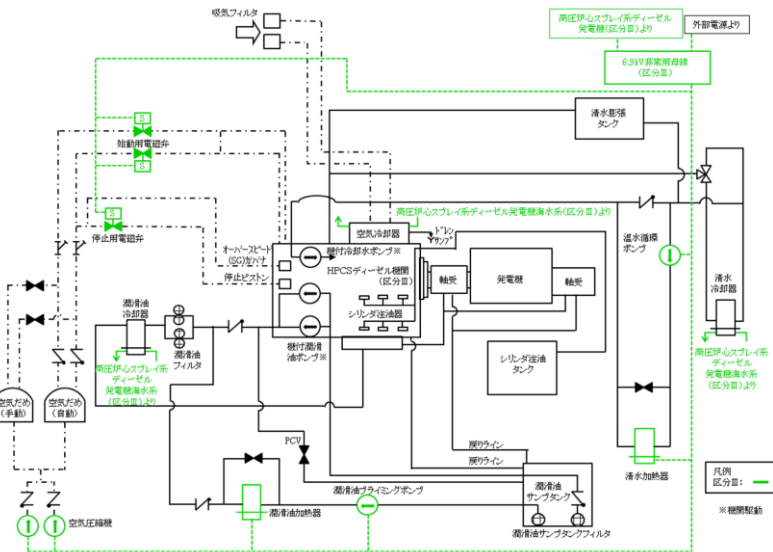 吸気フィルタ
高圧炉心スプレイ系ディーゼル
発電機(区分Ⅲ)より
外部電源より
6.9kV非常用母線
(区分Ⅲ)
清水膨張
タンク
S
始動用電磁弁
S
S
停止用電磁弁
高圧炉心スプレイ系ディーゼル発電機海水系(区分Ⅲ)より
空気冷却器
ドレン
サンプ
オーバースピード
(SG)ガバナ
停止ピストン
機付冷却水ポンプ※
HPCSディーゼル機関
(区分Ⅲ)
シリンダ注油器
機付潤滑
油ポンプ※
軸受
発電機
軸受
温水循環
ポンプ
清水
冷却器
高圧炉心スプレイ系
ディーゼル
発電機海水系
(区分Ⅲ)より
潤滑油
冷却器
潤滑油
フィルタ
高圧炉心スプレイ系
ディーゼル
発電機海水系
(区分Ⅲ)より
シリンダ注油
タンク
空気だめ
(手動)
空気だめ
(自動)
PCV
戻りライン
戻りライン
清水加熱器
潤滑油プライミングポンプ
潤滑油
サンプタンク
潤滑油加熱器
潤滑油サンプタンクフィルタ
空気圧縮機
凡例
区分Ⅲ:
※機関駆動